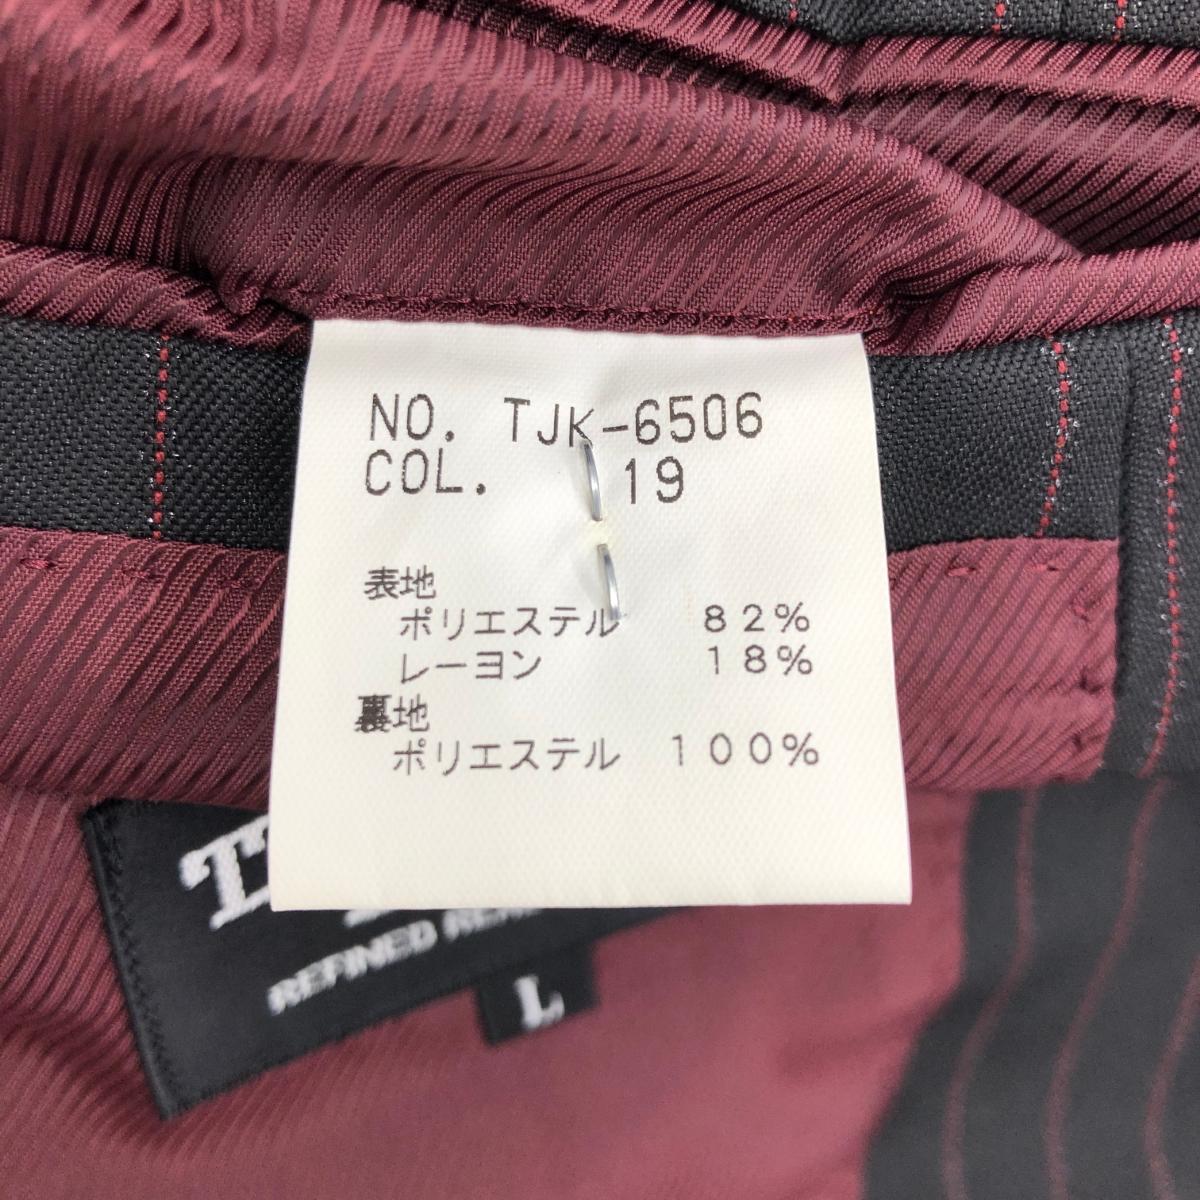 NO. TJK-6506
COL. 19
表地
ポリエステル 82%
レーヨン 18%
裏地
ポリエステル 100%
REFINED
L